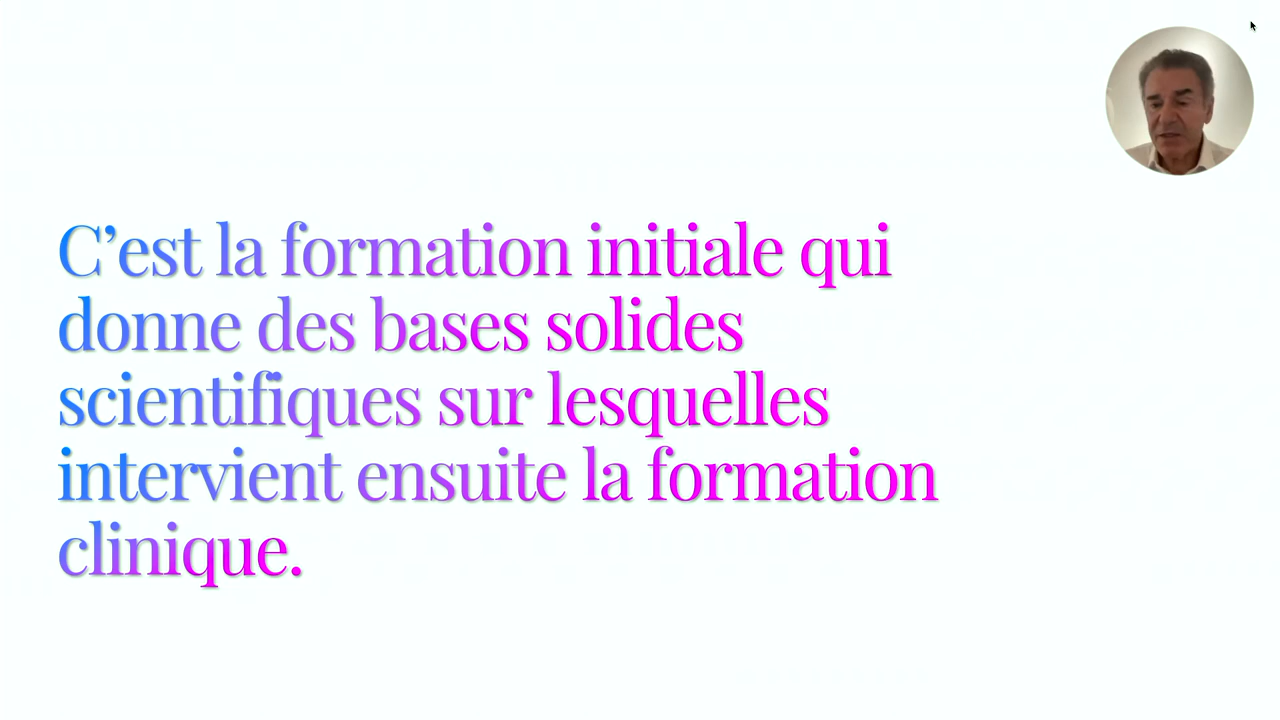 C’est la formation initiale qui
donne des bases solides
scientifiques sur lesquelles
intervient ensuite la formation
clinique.